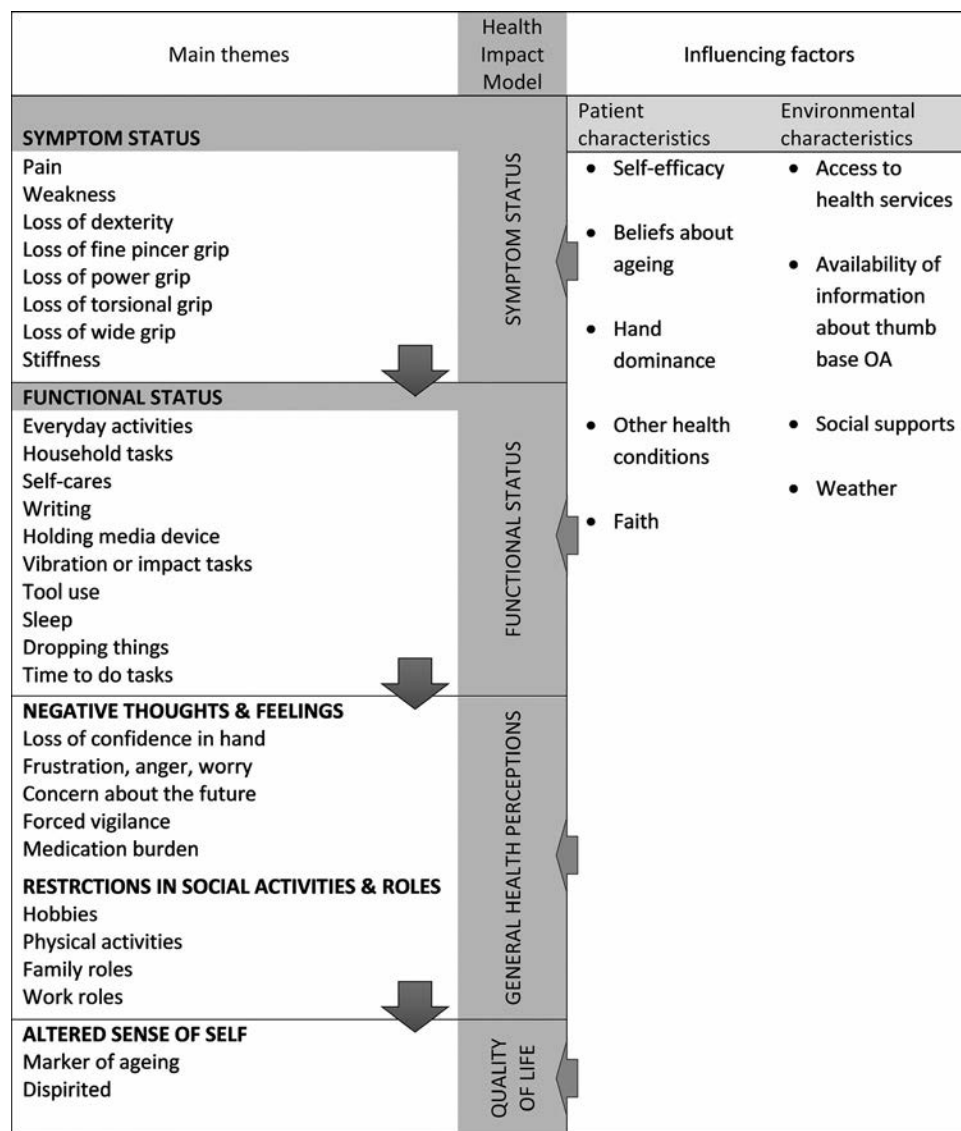 Main themes
Health
Impact
Model
Influencing factors
Patient
characteristics
Environmental
characteristics
SYMPTOM STATUS
Pain
Weakness
Loss of dexterity
Loss of fine pincer grip
Loss of power grip
Loss of torsional grip
Loss of wide grip
Stiffness
SYMPTOM STATUS
• Self-efficacy
• Beliefs about
ageing
• Hand
dominance
• Other health
conditions
• Faith
• Access to
health services
• Availability of
information
about thumb
base OA
• Social supports
• Weather
FUNCTIONAL STATUS
Everyday activities
Household tasks
Self-cares
Writing
Holding media device
Vibration or impact tasks
Tool use
Sleep
Dropping things
Time to do tasks
FUNCTIONAL STATUS
NEGATIVE THOUGHTS & FEELINGS
Loss of confidence in hand
Frustration, anger, worry
Concern about the future
Forced vigilance
Medication burden
RESTRCTIONS IN SOCIAL ACTIVITIES & ROLES
Hobbies
Physical activities
Family roles
Work roles
GENERAL HEALTH PERCEPTIONS
ALTERED SENSE OF SELF
Marker of ageing
Dispirited
QUALITY
OF LIFE